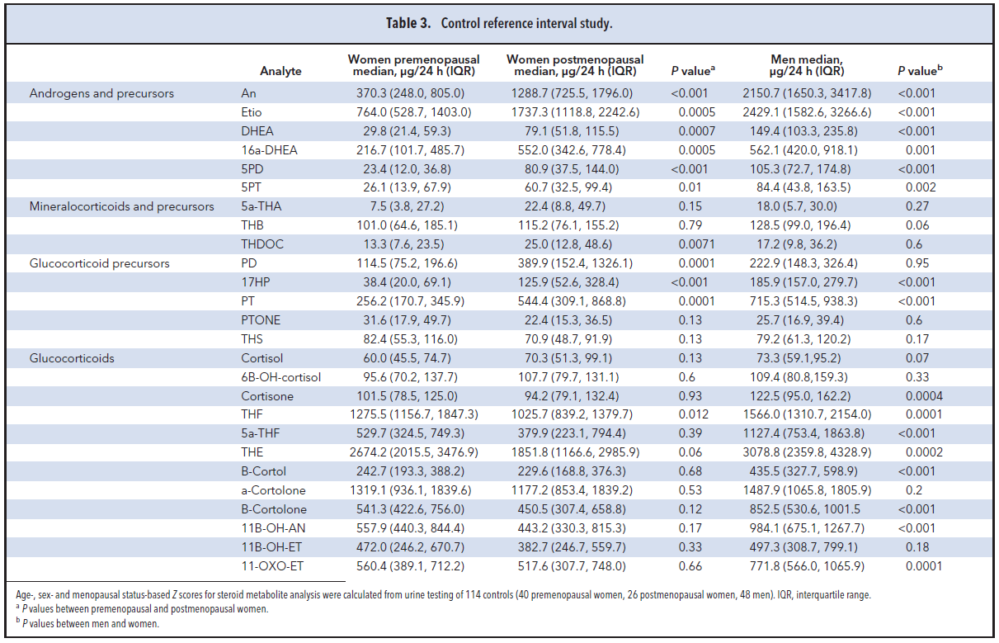 Table 3. Control reference interval study.
Analyte Women premenopausal median, µg/24 h (IQR) Women postmenopausal median, µg/24 h (IQR) P valueᵃ Men median, µg/24 h (IQR) P valueᵇ
Androgens and precursors An 370.3 (248.0, 805.0) 1288.7 (725.5, 1796.0) <0.001 2150.7 (1650.3, 3417.8) <0.001
Etio 764.0 (528.7, 1403.0) 1737.3 (1118.8, 2242.6) 0.0005 2429.1 (1582.6, 3266.6) <0.001
DHEA 29.8 (21.4, 59.3) 79.1 (51.8, 115.5) 0.0007 149.4 (103.3, 235.8) <0.001
16a-DHEA 216.7 (101.7, 485.7) 552.0 (342.6, 778.4) 0.0005 562.1 (420.0, 918.1) 0.001
5PD 23.4 (12.0, 36.8) 80.9 (37.5, 144.0) <0.001 105.3 (72.7, 174.8) <0.001
5PT 26.1 (13.9, 67.9) 60.7 (32.5, 99.4) 0.01 84.4 (43.8, 163.5) 0.002
Mineralocorticoids and precursors 5a-THA 7.5 (3.8, 27.2) 22.4 (8.8, 49.7) 0.15 18.0 (5.7, 30.0) 0.27
THB 101.0 (64.6, 185.1) 115.2 (76.1, 155.2) 0.79 128.5 (99.0, 196.4) 0.06
THDOC 13.3 (7.6, 23.5) 25.0 (12.8, 48.6) 0.0071 17.2 (9.8, 36.2) 0.6
Glucocorticoid precursors PD 114.5 (75.2, 196.6) 389.9 (152.4, 1326.1) 0.0001 222.9 (148.3, 326.4) 0.95
17HP 38.4 (20.0, 69.1) 125.9 (52.6, 328.4) <0.001 185.9 (157.0, 279.7) <0.001
PT 256.2 (170.7, 345.9) 544.4 (309.1, 868.8) 0.0001 715.3 (514.5, 938.3) <0.001
PTONE 31.6 (17.9, 49.7) 22.4 (15.3, 36.5) 0.13 25.7 (16.9, 39.4) 0.6
THS 82.4 (55.3, 116.0) 70.9 (48.7, 91.9) 0.13 79.2 (61.3, 120.2) 0.17
Glucocorticoids Cortisol 60.0 (45.5, 74.7) 70.3 (51.3, 99.1) 0.13 73.3 (59.1,95.2) 0.07
6B-OH-cortisol 95.6 (70.2, 137.7) 107.7 (79.7, 131.1) 0.6 109.4 (80.8,159.3) 0.33
Cortisone 101.5 (78.5, 125.0) 94.2 (79.1, 132.4) 0.93 122.5 (95.0, 162.2) 0.0004
THF 1275.5 (1156.7, 1847.3) 1025.7 (839.2, 1379.7) 0.012 1566.0 (1310.7, 2154.0) 0.0001
5a-THF 529.7 (324.5, 749.3) 379.9 (223.1, 794.4) 0.39 1127.4 (753.4, 1863.8) <0.001
THE 2674.2 (2015.5, 3476.9) 1851.8 (1166.6, 2985.9) 0.06 3078.8 (2359.8, 4328.9) 0.0002
B-Cortol 242.7 (193.3, 388.2) 229.6 (168.8, 376.3) 0.68 435.5 (327.7, 598.9) <0.001
a-Cortolone 1319.1 (936.1, 1839.6) 1177.2 (853.4, 1839.2) 0.53 1487.9 (1065.8, 1805.9) 0.2
B-Cortolone 541.3 (422.6, 756.0) 450.5 (307.4, 658.8) 0.12 852.5 (530.6, 1001.5 <0.001
11B-OH-AN 557.9 (440.3, 844.4) 443.2 (330.3, 815.3) 0.17 984.1 (675.1, 1267.7) <0.001
11B-OH-ET 472.0 (246.2, 670.7) 382.7 (246.7, 559.7) 0.33 497.3 (308.7, 799.1) 0.18
11-OXO-ET 560.4 (389.1, 712.2) 517.6 (307.7, 748.0) 0.66 771.8 (566.0, 1065.9) 0.0001
Age-, sex- and menopausal status-based Z scores for steroid metabolite analysis were calculated from urine testing of 114 controls (40 premenopausal women, 26 postmenopausal women, 48 men). IQR, interquartile range.
ᵃ P values between premenopausal and postmenopausal women.
ᵇ P values between men and women.